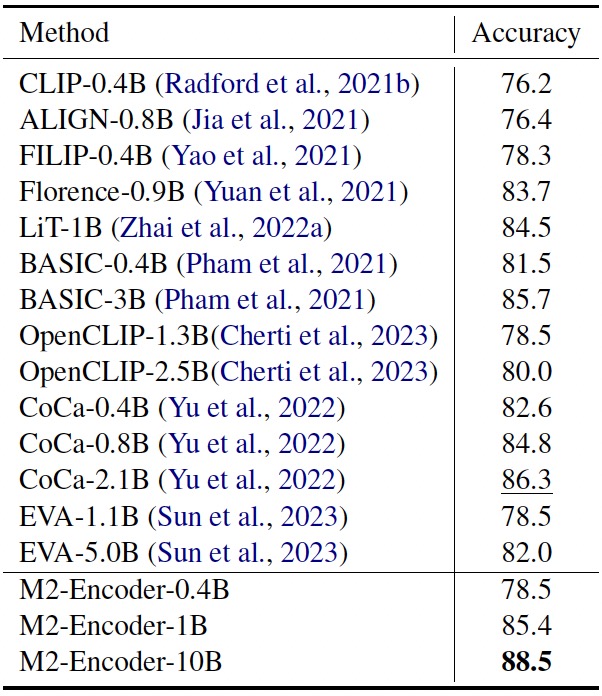 Method Accuracy
CLIP-0.4B (Radford et al., 2021b) 76.2
ALIGN-0.8B (Jia et al., 2021) 76.4
FILIP-0.4B (Yao et al., 2021) 78.3
Florence-0.9B (Yuan et al., 2021) 83.7
LiT-1B (Zhai et al., 2022a) 84.5
BASIC-0.4B (Pham et al., 2021) 81.5
BASIC-3B (Pham et al., 2021) 85.7
OpenCLIP-1.3B(Cherti et al., 2023) 78.5
OpenCLIP-2.5B(Cherti et al., 2023) 80.0
CoCa-0.4B (Yu et al., 2022) 82.6
CoCa-0.8B (Yu et al., 2022) 84.8
CoCa-2.1B (Yu et al., 2022) 86.3
EVA-1.1B (Sun et al., 2023) 78.5
EVA-5.0B (Sun et al., 2023) 82.0
M2-Encoder-0.4B 78.5
M2-Encoder-1B 85.4
M2-Encoder-10B 88.5